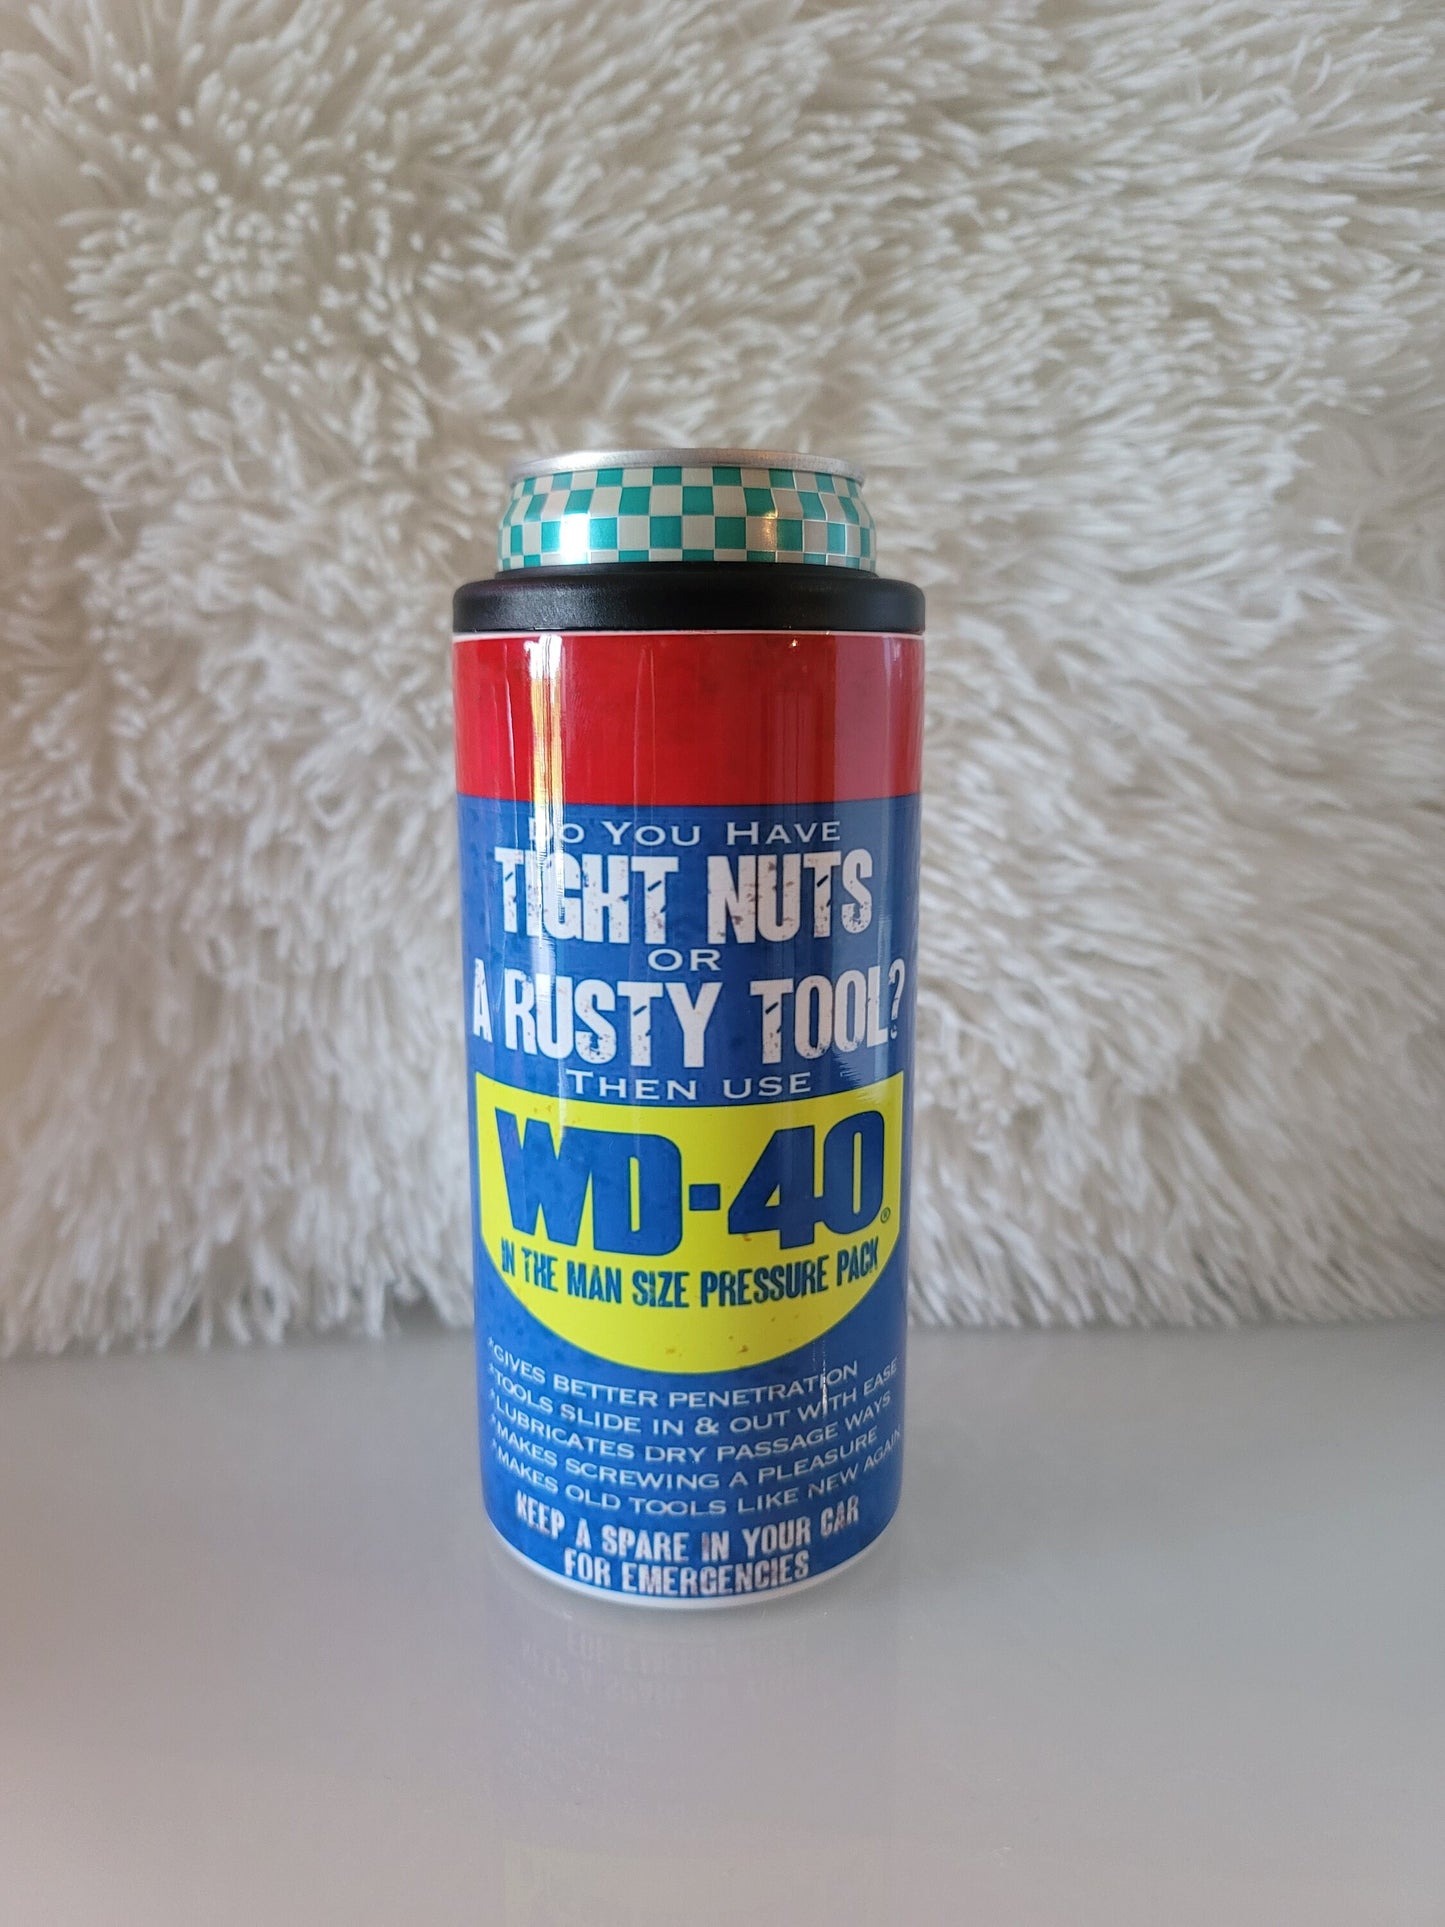 DO YOU HAVE
TIGHT NUTS
OR
A RUSTY TOOL?
THEN USE
WD-40®
IN THE MAN SIZE PRESSURE PACK
*GIVES BETTER PENETRATION
*TOOLS SLIDE IN & OUT WITH EASE
*LUBRICATES DRY PASSAGE WAYS
*MAKES SCREWING A PLEASURE
*MAKES OLD TOOLS LIKE NEW AGAIN
KEEP A SPARE IN YOUR CAR
FOR EMERGENCIES